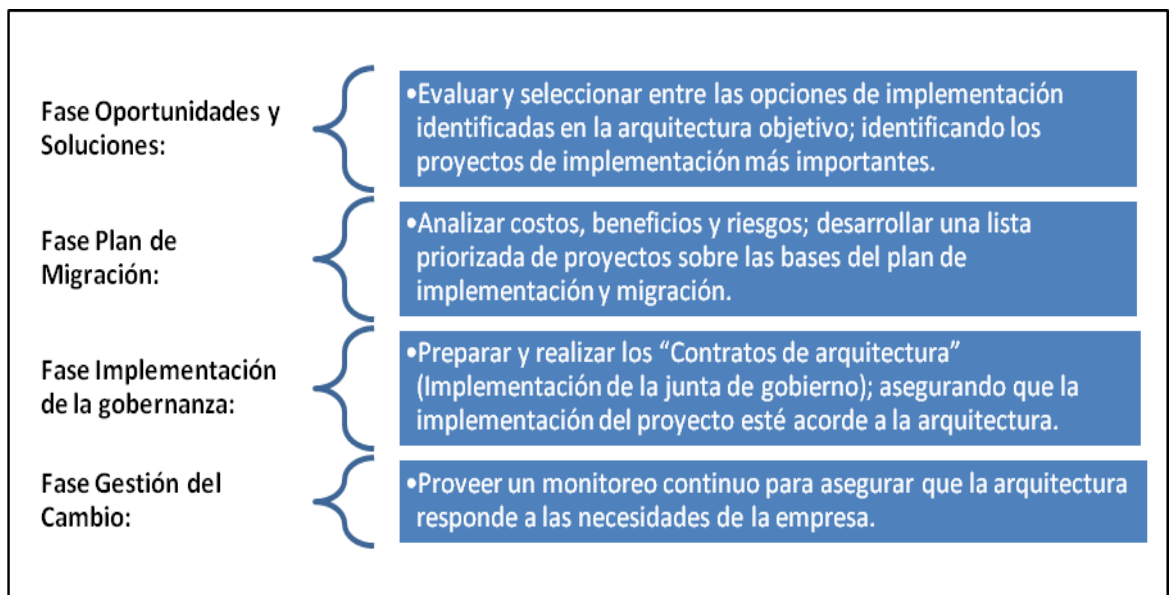 Fase Oportunidades y
Soluciones:
•Evaluar y seleccionar entre las opciones de implementación
identificadas en la arquitectura objetivo; identificando los
proyectos de implementación más importantes.
Fase Plan de
Migración:
•Analizar costos, beneficios y riesgos; desarrollar una lista
priorizada de proyectos sobre las bases del plan de
implementación y migración.
Fase Implementación
de la gobernanza:
•Preparar y realizar los “Contratos de arquitectura”
(Implementación de la junta de gobierno); asegurando que la
implementación del proyecto esté acorde a la arquitectura.
Fase Gestión del
Cambio:
•Proveer un monitoreo continuo para asegurar que la arquitectura
responde a las necesidades de la empresa.